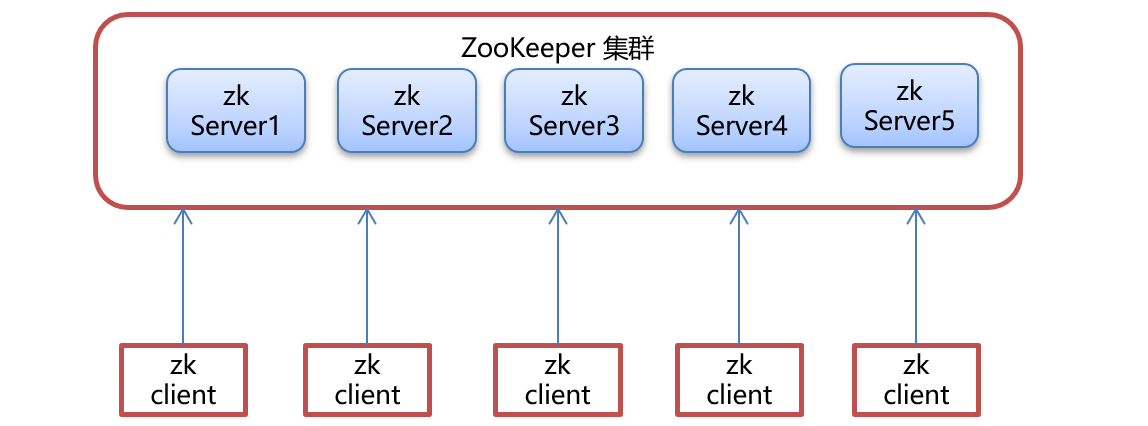 ZooKeeper 集群
zk
Server1
zk
Server2
zk
Server3
zk
Server4
zk
Server5
zk
client
zk
client
zk
client
zk
client
zk
client